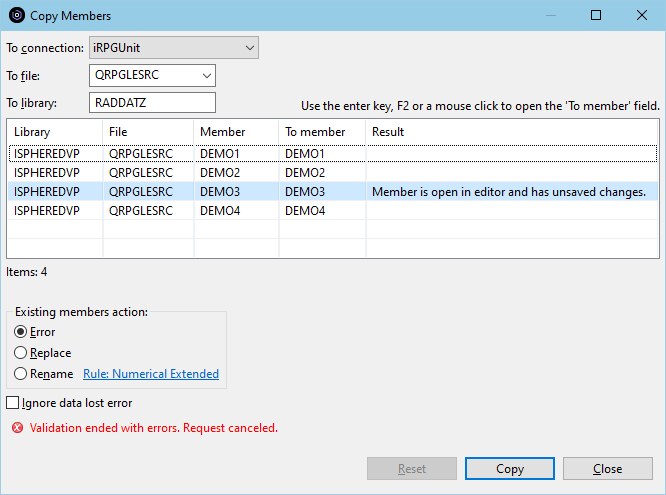 Copy Members
To connection: iRPGUnit
To file: QRPGLESRC
To library: RADDATZ
Use the enter key, F2 or a mouse click to open the 'To member' field.
Library File Member To member Result
ISPHEREDVP QRPGLESRC DEMO1 DEMO1
ISPHEREDVP QRPGLESRC DEMO2 DEMO2
ISPHEREDVP QRPGLESRC DEMO3 DEMO3 Member is open in editor and has unsaved changes.
ISPHEREDVP QRPGLESRC DEMO4 DEMO4
Items: 4
Existing members action:
Error
Replace
Rename Rule: Numerical Extended
Ignore data lost error
Validation ended with errors. Request canceled.
Reset Copy Close